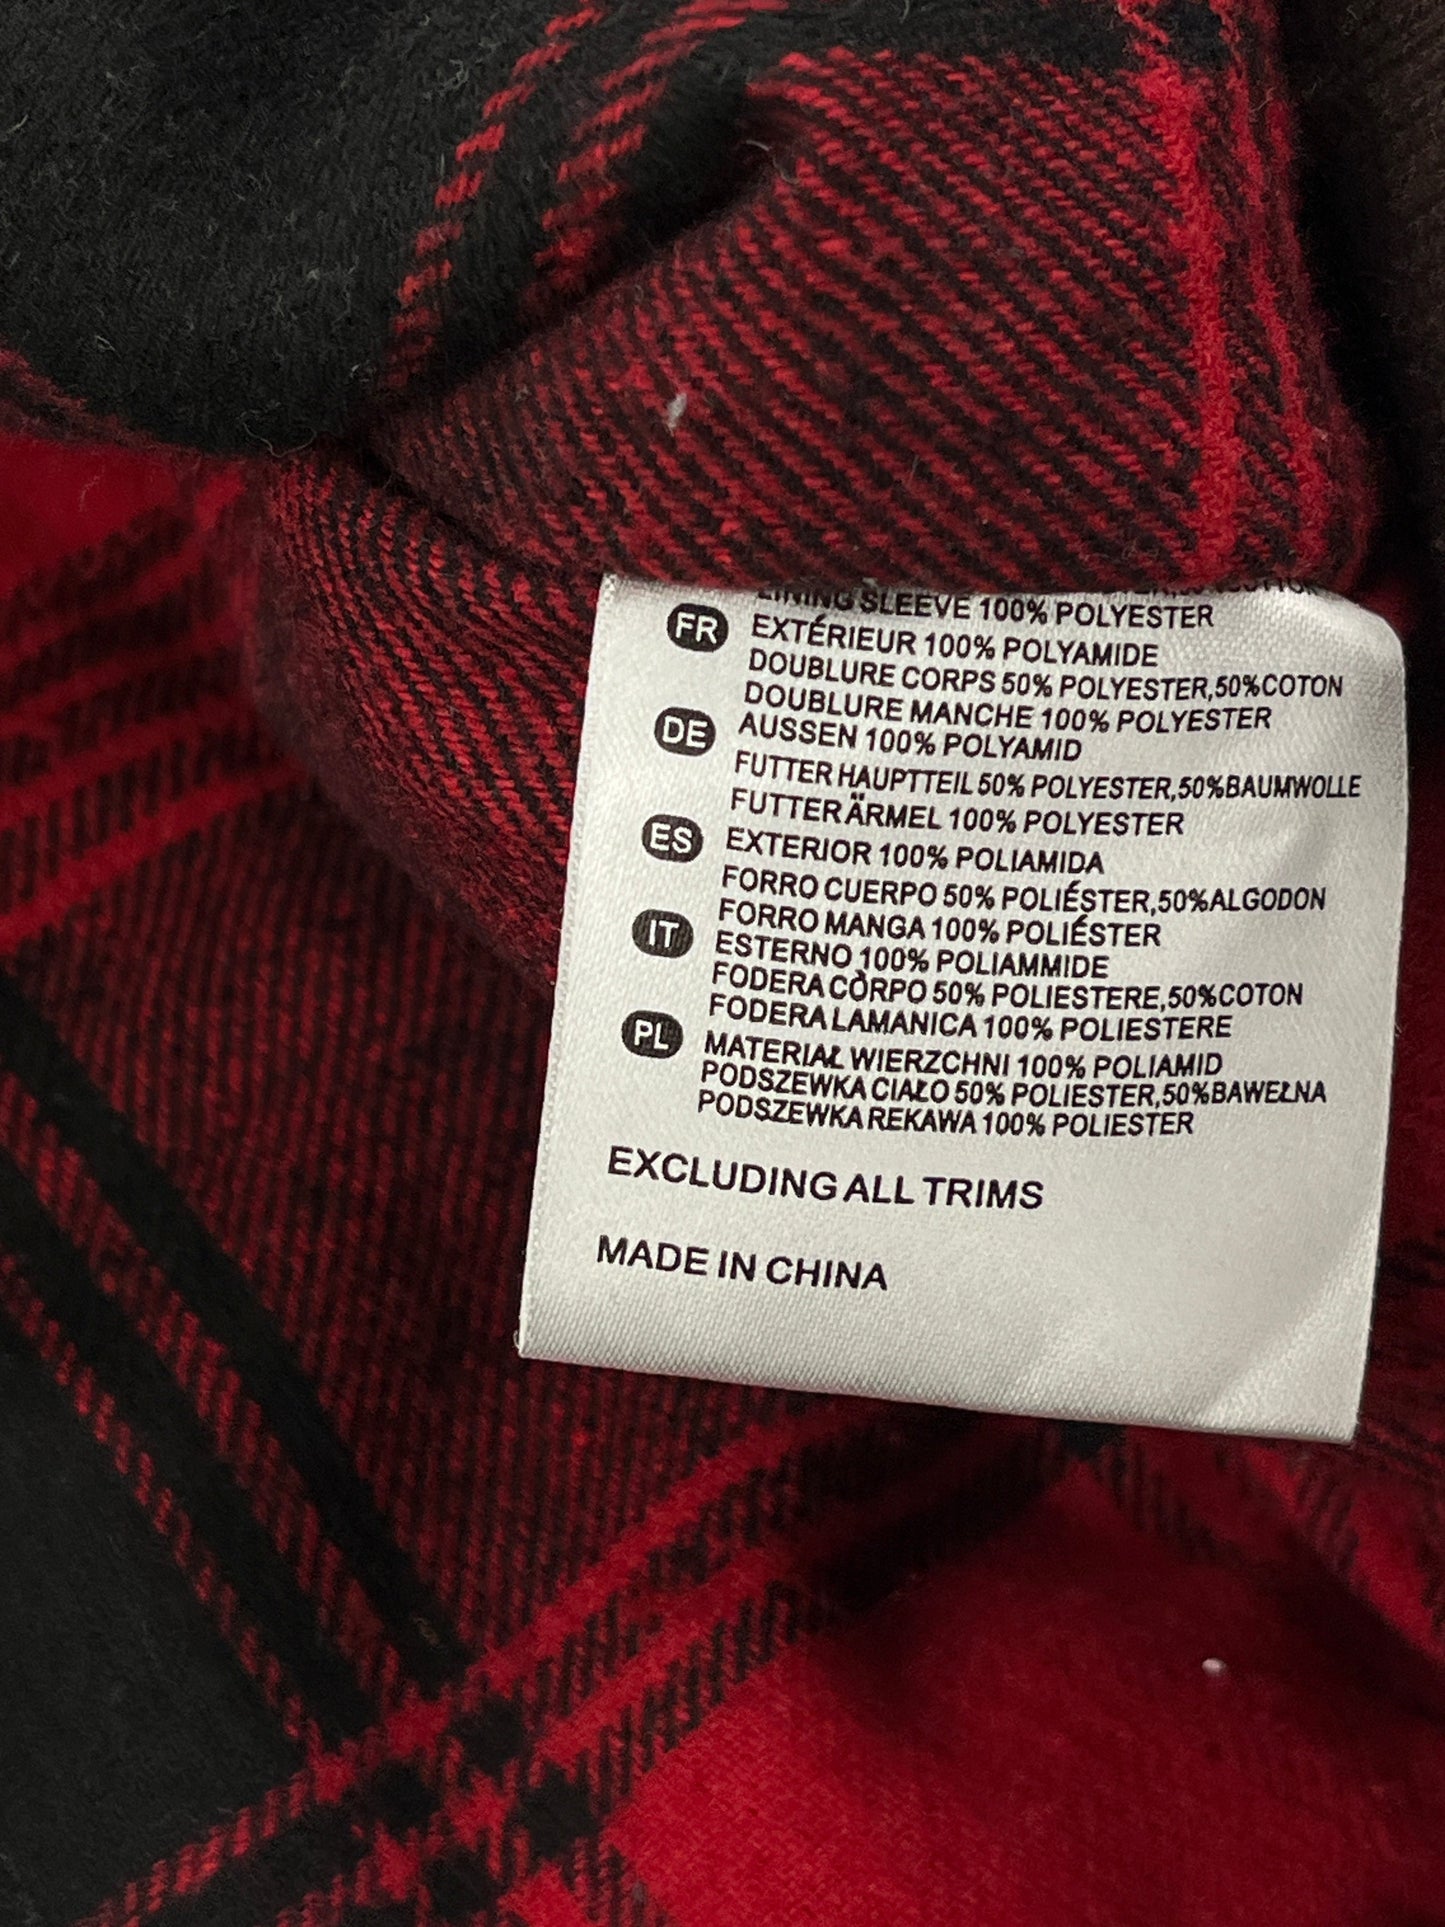 LINING SLEEVE 100% POLYESTER
FR EXTÉRIEUR 100% POLYAMIDE
DOUBLURE CORPS 50% POLYESTER,50%COTON
DOUBLURE MANCHE 100% POLYESTER
DE AUSSEN 100% POLYAMID
FUTTER HAUPTTEIL 50% POLYESTER,50%BAUMWOLLE
FUTTER ÄRMEL 100% POLYESTER
ES EXTERIOR 100% POLIAMIDA
FORRO CUERPO 50% POLIÉSTER,50%ALGODON
FORRO MANGA 100% POLIÉSTER
IT ESTERNO 100% POLIAMMIDE
FODERA CÒRPO 50% POLIESTERE,50%COTON
FODERA LAMANICA 100% POLIESTERE
PL MATERIAŁ WIERZCHNI 100% POLIAMID
PODSZEWKA CIAŁO 50% POLIESTER,50%BAWEŁNA
PODSZEWKA REKAWA 100% POLIESTER
EXCLUDING ALL TRIMS
MADE IN CHINA